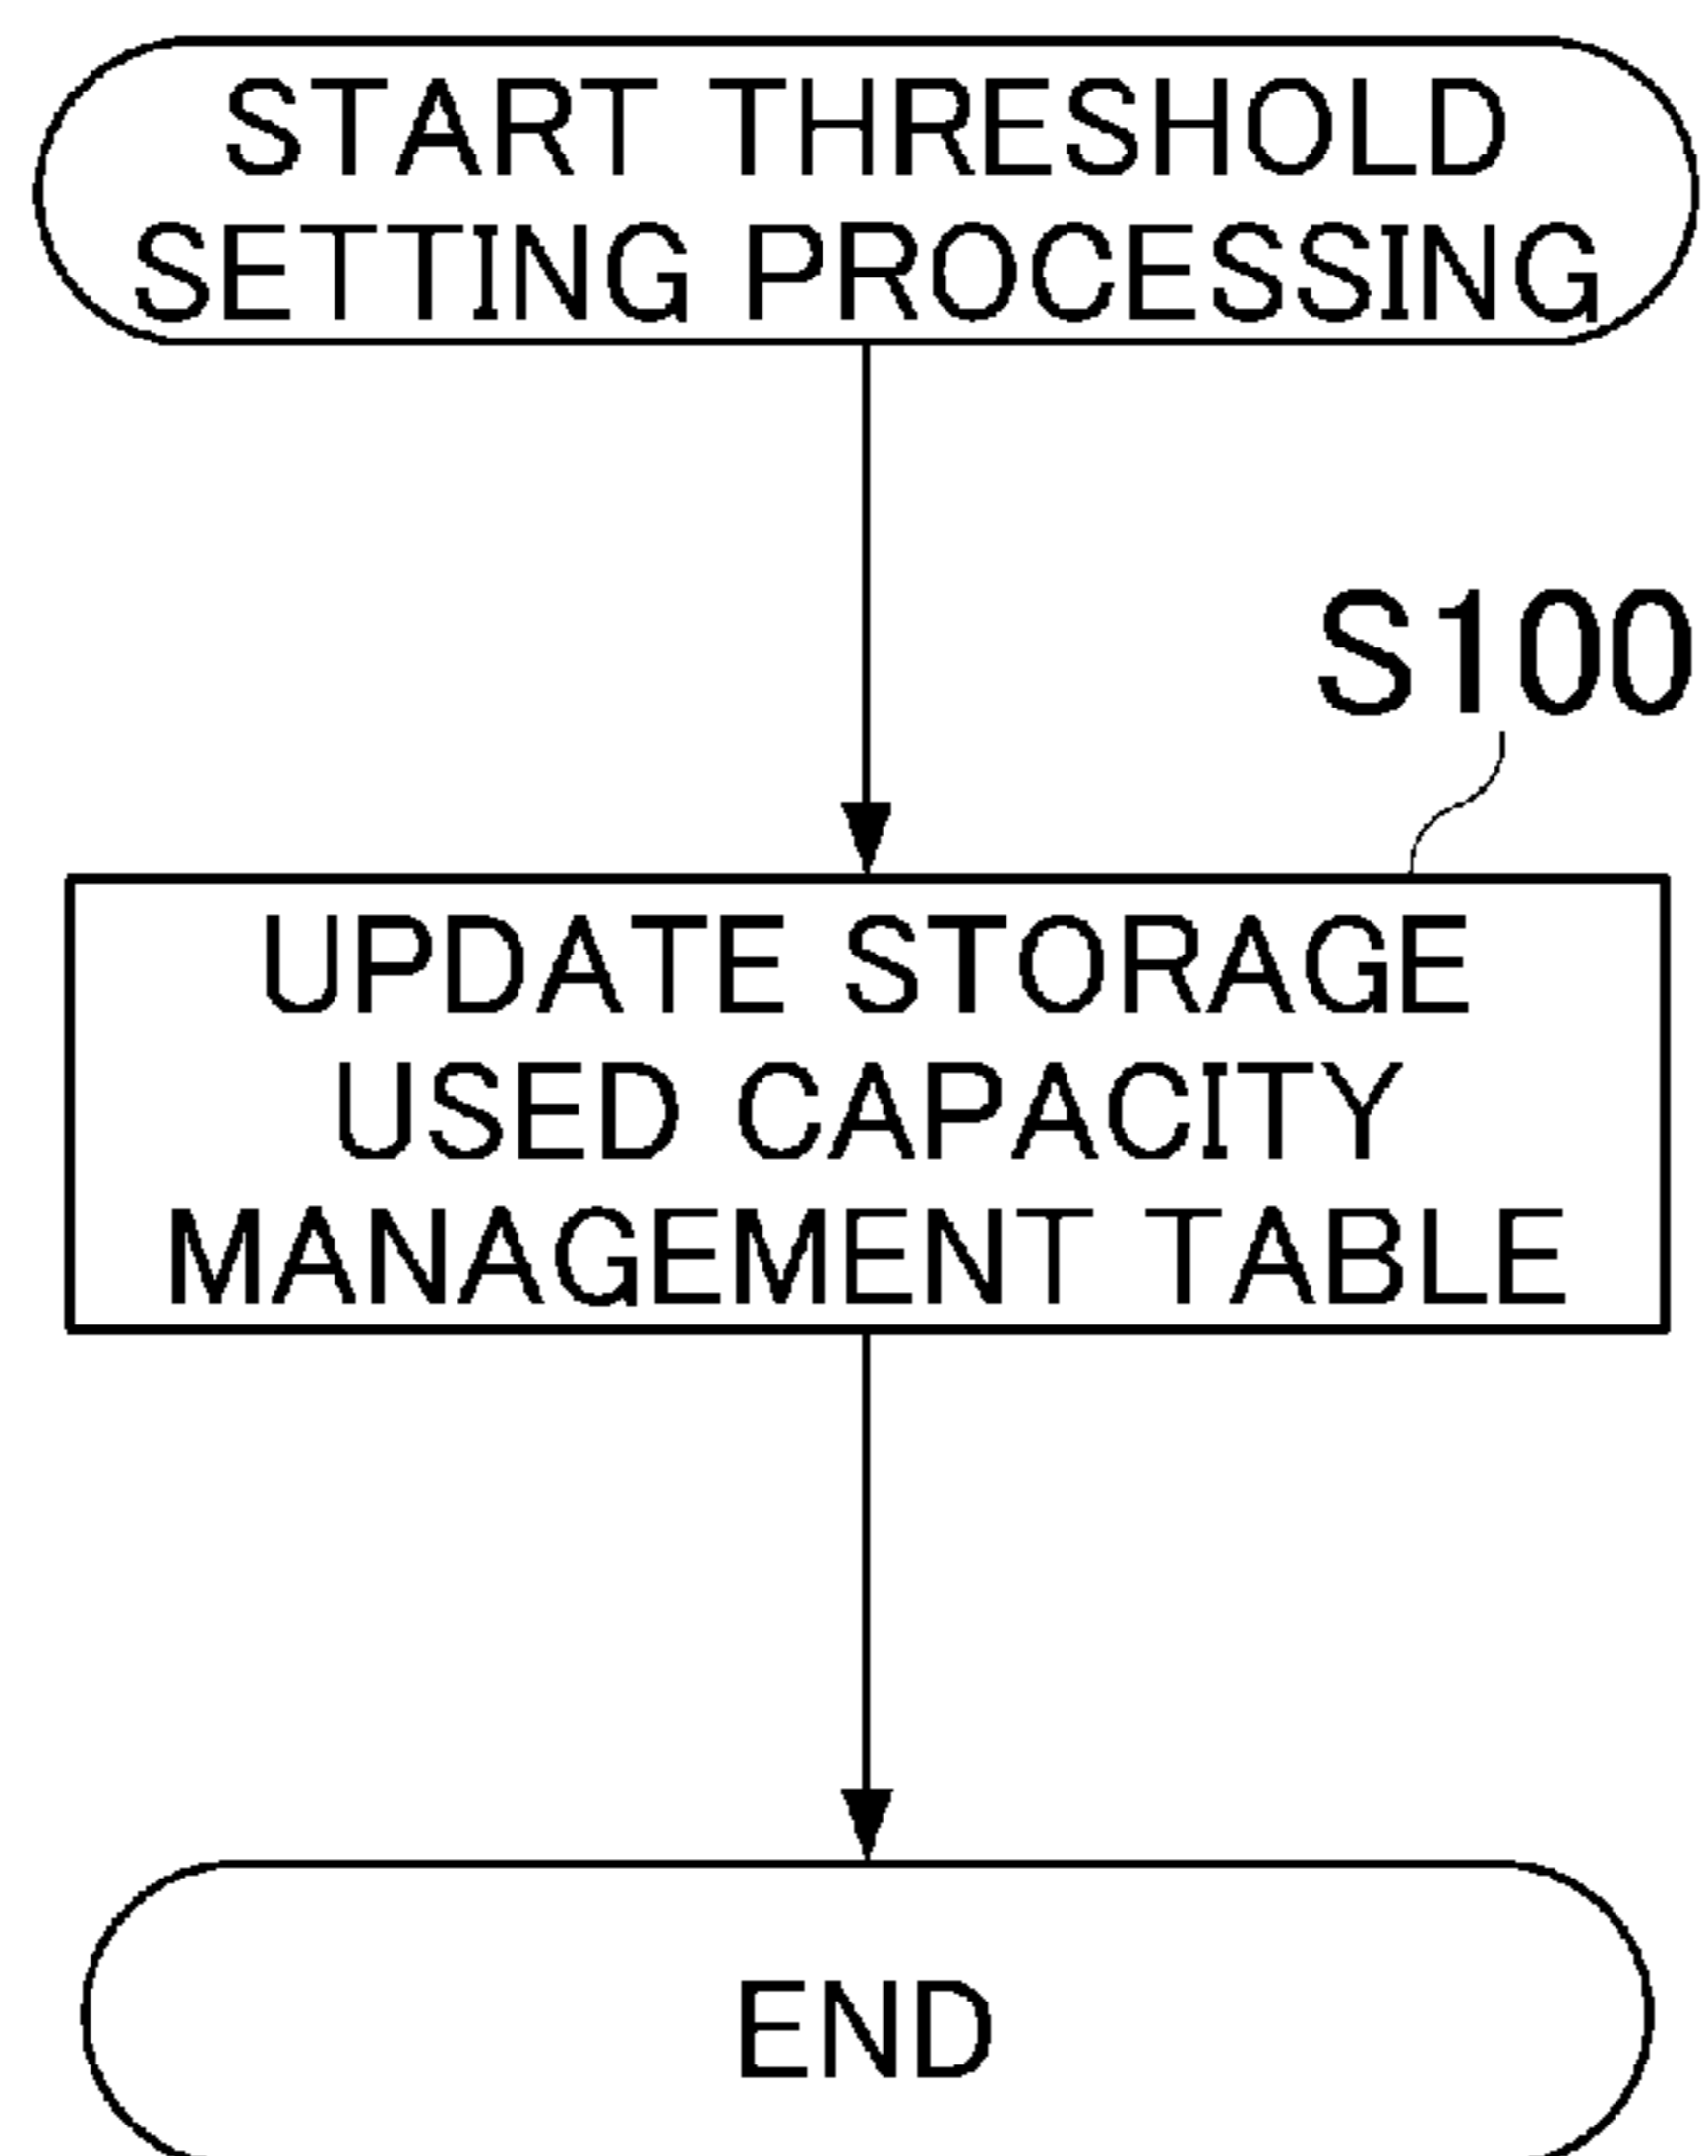 START THRESHOLD
SETTING PROCESSING
S100
UPDATE STORAGE
USED CAPACITY
MANAGEMENT TABLE
END